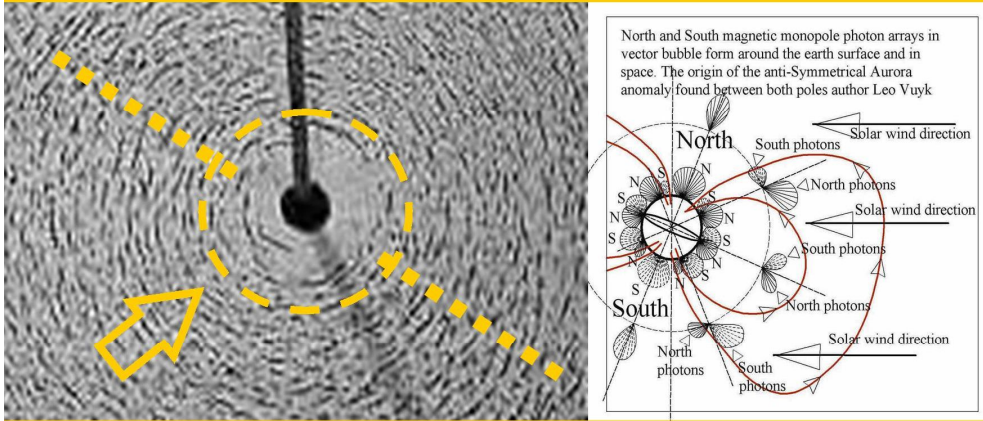 North and South magnetic monopole photon arrays in
vector bubble form around the earth surface and in
space. The origin of the anti-Symmetrical Aurora
anomaly found between both poles author Leo Vuyk
Solar wind direction
North
South photons
North photons
N
N
S
S
N
N
Solar wind direction
S
S
South photons
N
N
S
S
N
North photons
South
North
photons
South
photons
Solar wind direction